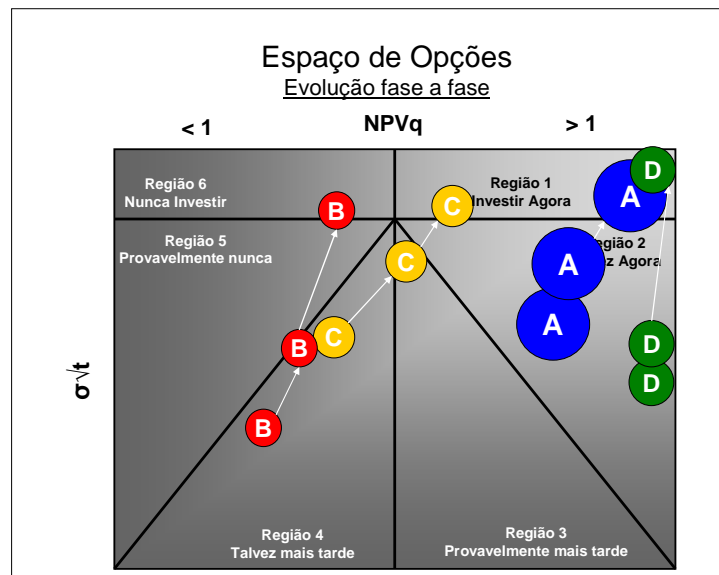 Espaço de Opções
Evolução fase a fase
< 1
NPVq
> 1
Região 6
Nunca Investir
Região 1
Investir Agora
Região 5
Provavelmente nunca
Região 2
Agora
Região 4
Talvez mais tarde
Região 3
Provavelmente mais tarde
σ√t
B
B
B
C
C
C
A
A
A
D
D
D